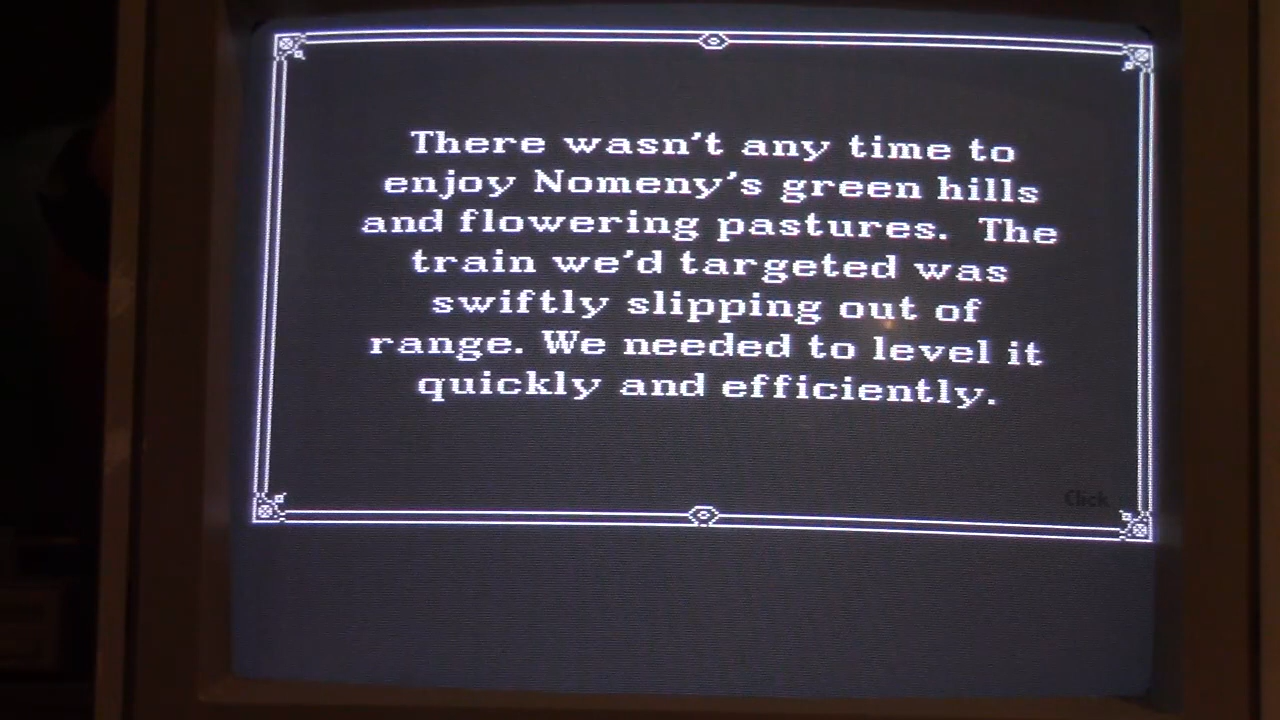 There wasn't any time to
enjoy Nomeny's green hills
and flowering pastures.  The
train we'd targeted was
swiftly slipping out of
range. We needed to level it
quickly and efficiently.
Click